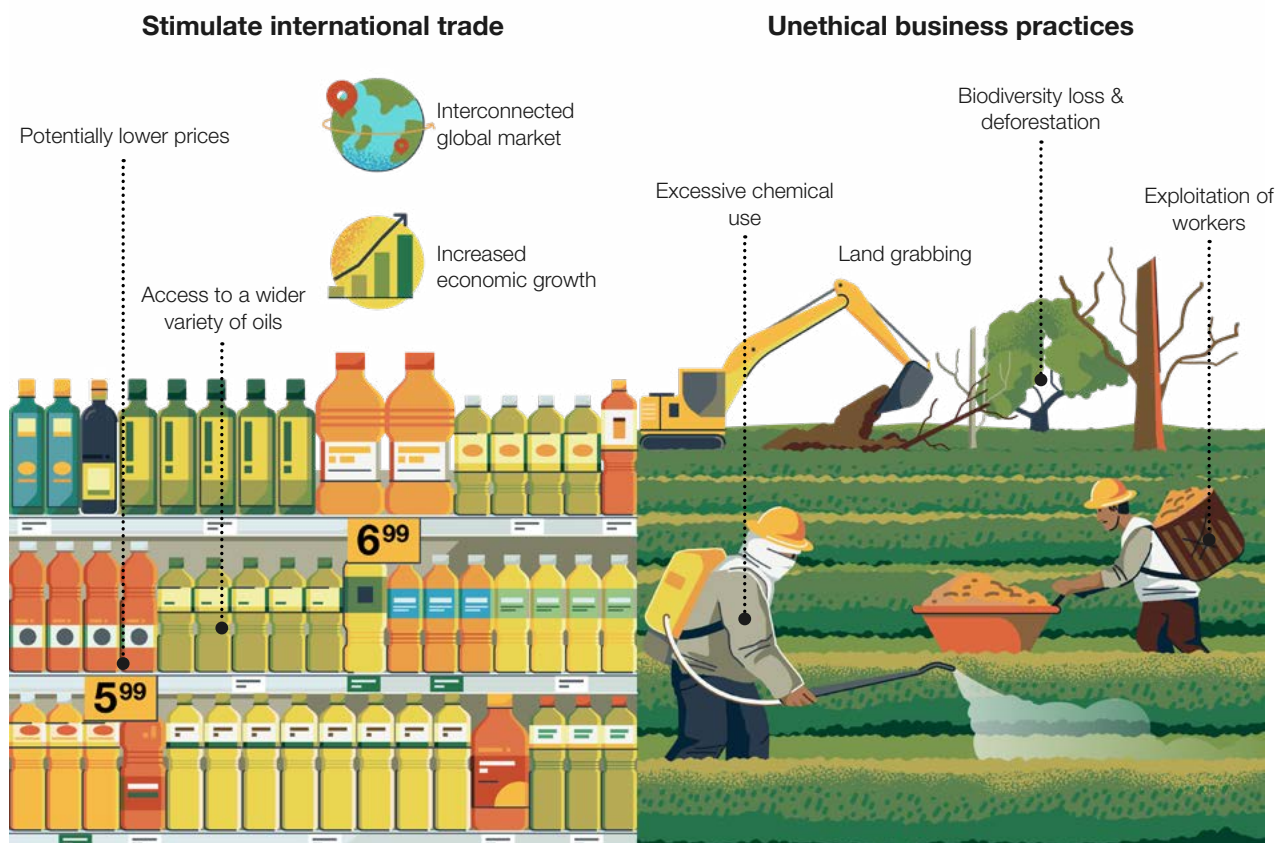 Stimulate international trade
Interconnected
global market
Potentially lower prices
Increased
economic growth
Access to a wider
variety of oils
6 99
5 99
Unethical business practices
Biodiversity loss &
deforestation
Excessive chemical
use
Exploitation of
workers
Land grabbing